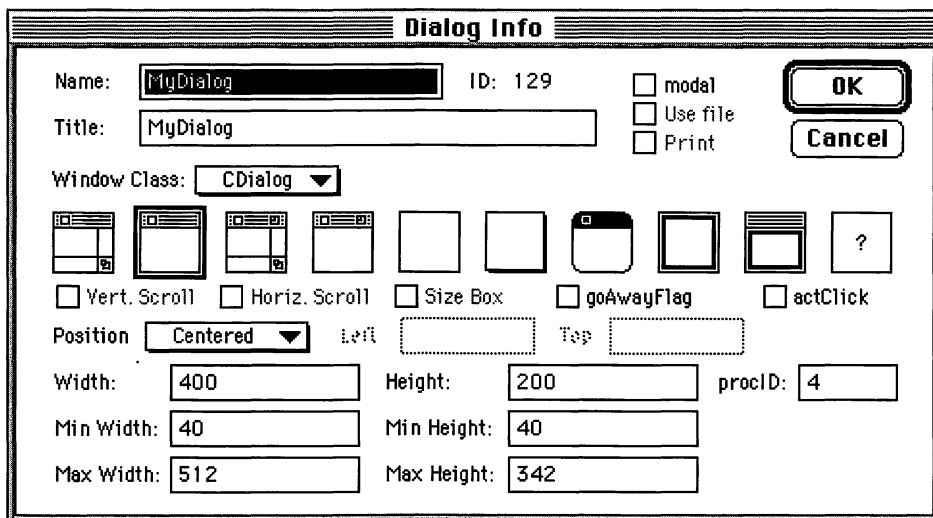 Dialog Info
Name: MyDialog ID: 129 modal OK
Use file
Title: MyDialog Print Cancel
Window Class: CDialog
?
Vert. Scroll Horiz. Scroll Size Box goAwayFlag actClick
Position Centered Left Top
Width: 400 Height: 200 procID: 4
Min Width: 40 Min Height: 40
Max Width: 512 Max Height: 342